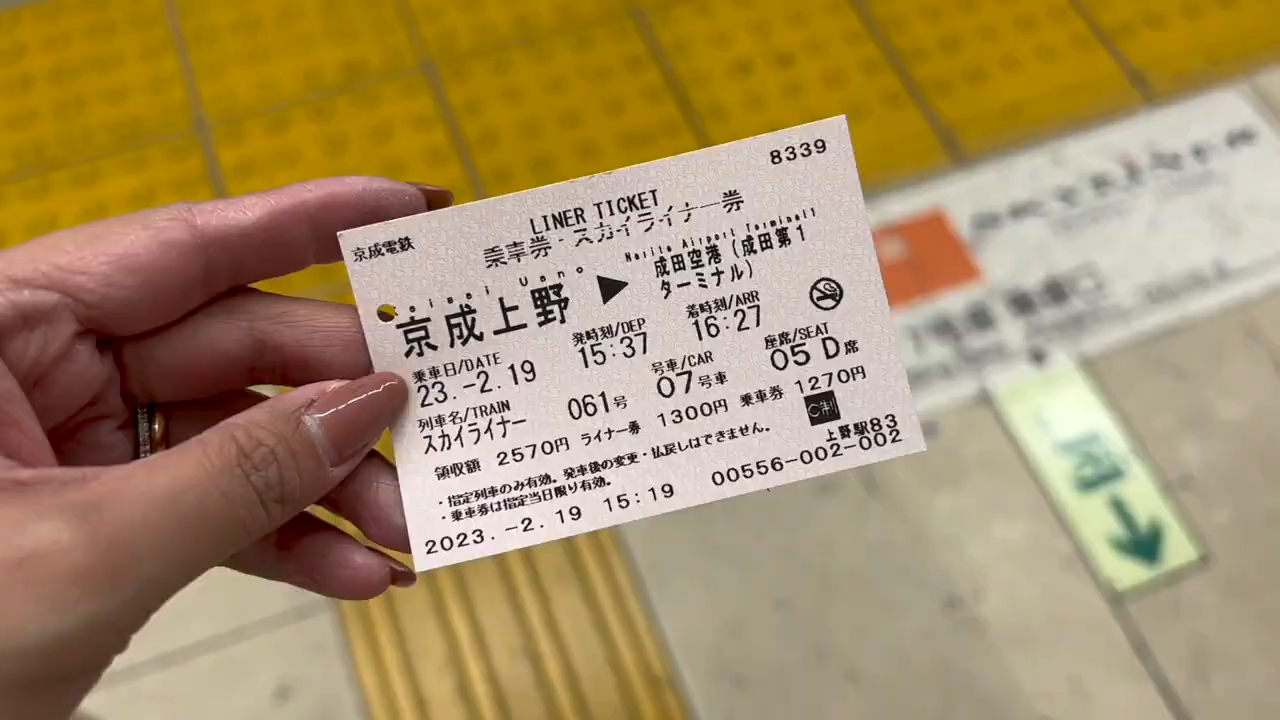 8339
LINER TICKET
京成電鉄
乗車券・スカイライナー券
Narita Airport Terminal1
京成上野 ▶ 成田空港（成田第1
ターミナル）
乗車日/DATE 発時刻/DEP 着時刻/ARR
23.-2.19 15:37 16:27
列車名/TRAIN 号車/CAR 座席/SEAT
スカイライナー 061号 07号車 05 D席
領収額 2570円 ライナー券 1300円 乗車券 1270円
C制
・指定列車のみ有効。発車後の変更・払戻しはできません。
・乗車券は指定当日限り有効。
上野駅83
2023.-2.19 15:19 00556-002-002